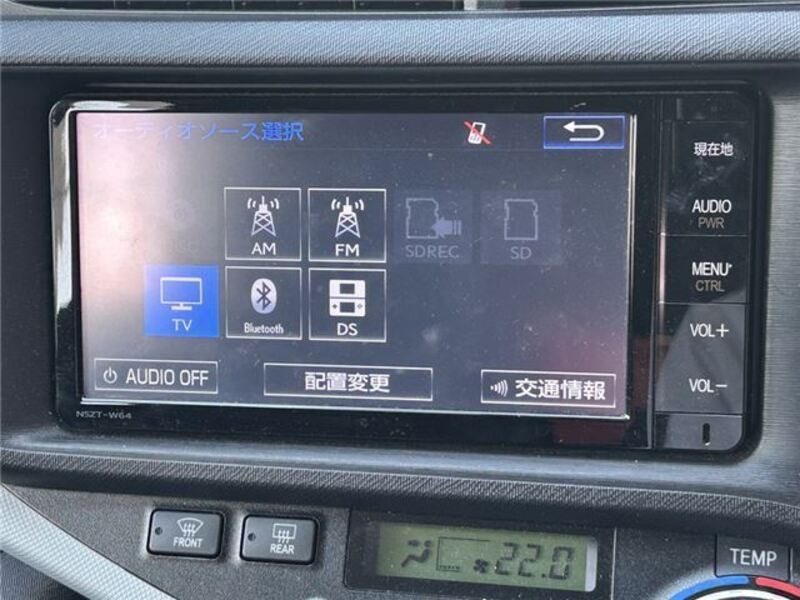 オーディオソース選択
現在地
AM
FM
SDREC
SD
AUDIO
PWR
TV
Bluetooth
DS
MENU
CTRL
VOL+
AUDIO OFF
配置変更
交通情報
VOL−
NSZT-W64
FRONT
REAR
22.0
TEMP